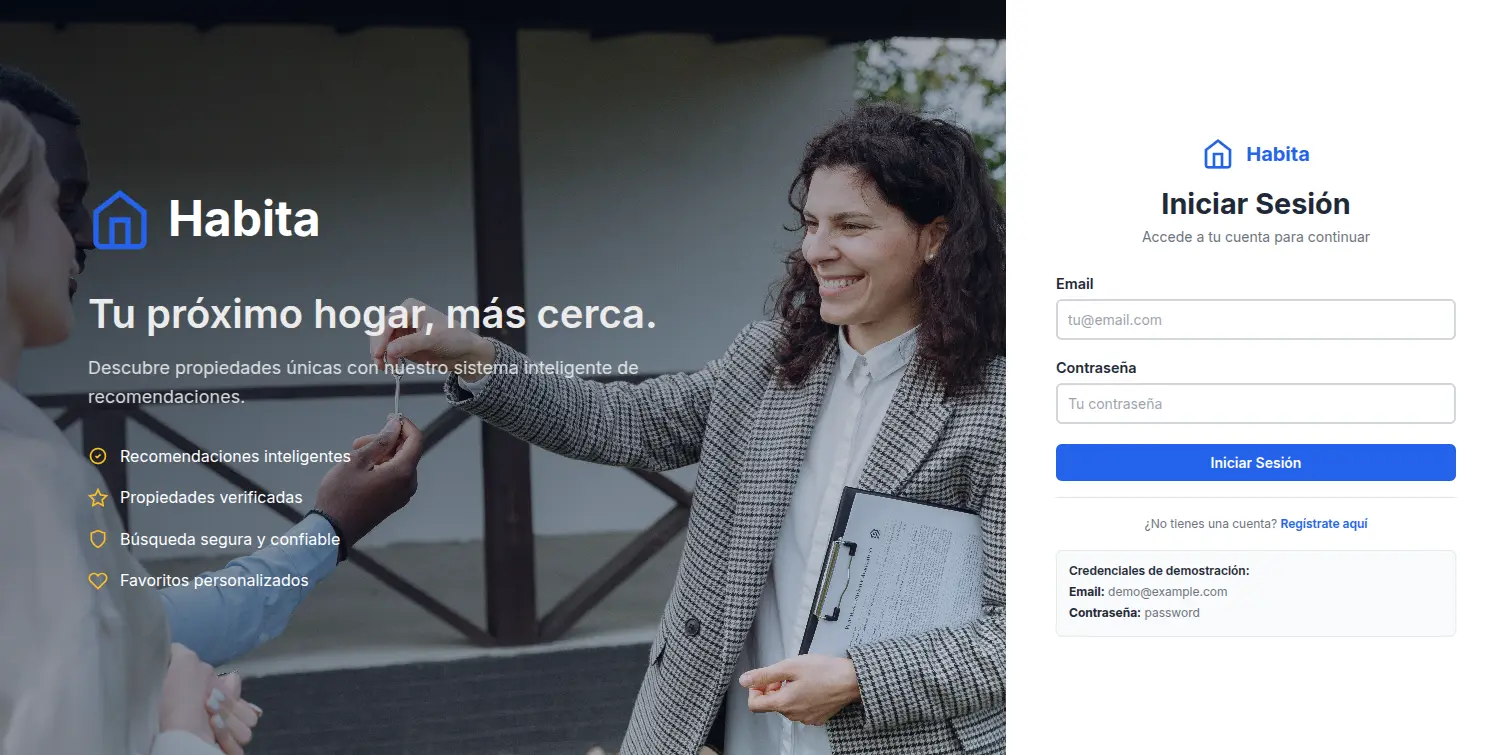 Habita
Tu próximo hogar, más cerca.
Descubre propiedades únicas con nuestro sistema inteligente de
recomendaciones.
Recomendaciones inteligentes
Propiedades verificadas
Búsqueda segura y confiable
Favoritos personalizados
Habita
Iniciar Sesión
Accede a tu cuenta para continuar
Email
tu@email.com
Contraseña
Tu contraseña
Iniciar Sesión
¿No tienes una cuenta? Regístrate aquí
Credenciales de demostración:
Email: demo@example.com
Contraseña: password